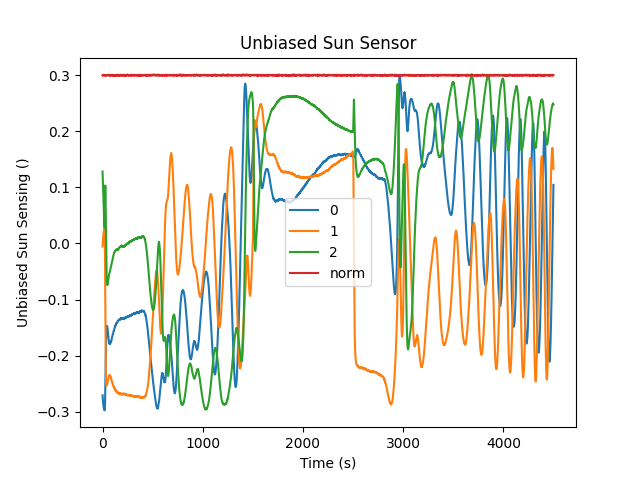 Unbiased Sun Sensor
Unbiased Sun Sensing ()
0.3
0.2
0.1
0.0
−0.1
−0.2
−0.3
0
1
2
norm
0 1000 2000 3000 4000
Time (s)